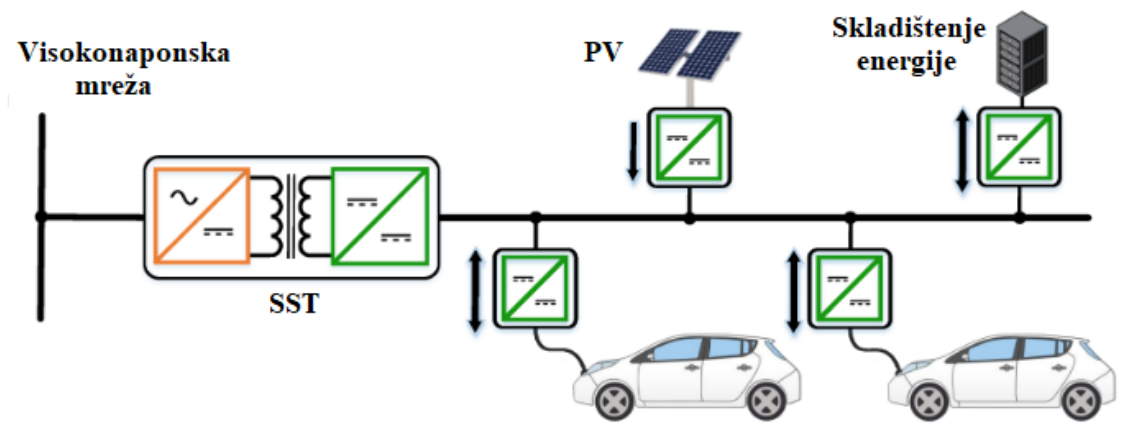 Visokonaponska
mreža
SST
PV
Skladištenje
energije